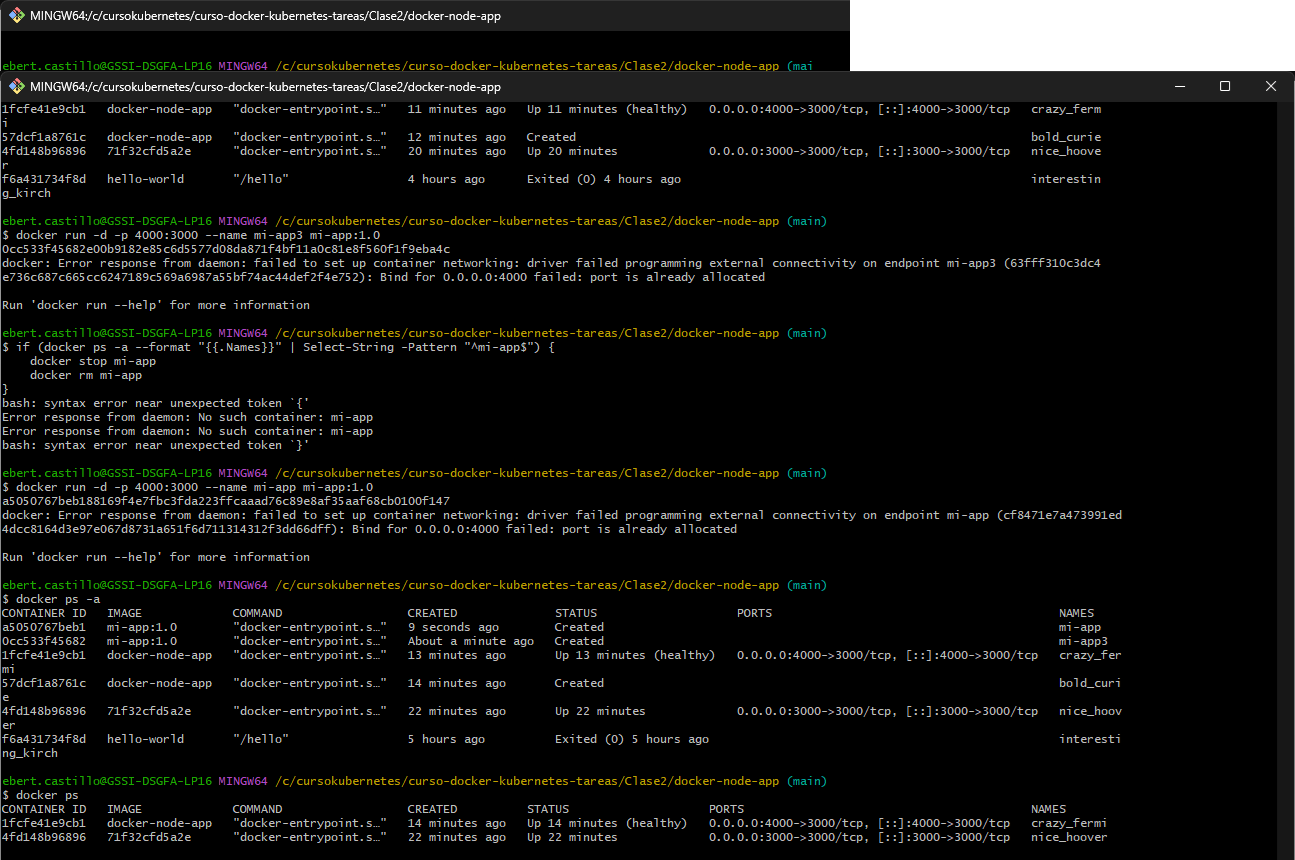 MINGW64:/c/cursokubernetes/curso-docker-kubernetes-tareas/Clase2/docker-node-app
ebert.castillo@GSSI-DSGFA-LP16 MINGW64 /c/cursokubernetes/curso-docker-kubernetes-tareas/Clase2/docker-node-app (mai
MINGW64:/c/cursokubernetes/curso-docker-kubernetes-tareas/Clase2/docker-node-app
1fcfe41e9cb1   docker-node-app   "docker-entrypoint.s…"   11 minutes ago   Up 11 minutes (healthy)   0.0.0.0:4000->3000/tcp, [::]:4000->3000/tcp   crazy_ferm
i
57dcf1a8761c   docker-node-app   "docker-entrypoint.s…"   12 minutes ago   Created                                                                 bold_curie
4fd148b96896   71f32cfd5a2e      "docker-entrypoint.s…"   20 minutes ago   Up 20 minutes             0.0.0.0:3000->3000/tcp, [::]:3000->3000/tcp   nice_hoove
r
f6a431734f8d   hello-world       "/hello"                 4 hours ago      Exited (0) 4 hours ago                                                  interestin
g_kirch
ebert.castillo@GSSI-DSGFA-LP16 MINGW64 /c/cursokubernetes/curso-docker-kubernetes-tareas/Clase2/docker-node-app (main)
$ docker run -d -p 4000:3000 --name mi-app3 mi-app:1.0
0cc533f45682e00b9182e85c6d5577d08da871f4bf11a0c81e8f560f1f9eba4c
docker: Error response from daemon: failed to set up container networking: driver failed programming external connectivity on endpoint mi-app3 (63fff310c3dc4
e736c687c665cc6247189c569a6987a55bf74ac44def2f4e752): Bind for 0.0.0.0:4000 failed: port is already allocated
Run 'docker run --help' for more information
ebert.castillo@GSSI-DSGFA-LP16 MINGW64 /c/cursokubernetes/curso-docker-kubernetes-tareas/Clase2/docker-node-app (main)
$ if (docker ps -a --format "{{.Names}}" | Select-String -Pattern "^mi-app$") {
    docker stop mi-app
    docker rm mi-app
}
bash: syntax error near unexpected token `{'
Error response from daemon: No such container: mi-app
Error response from daemon: No such container: mi-app
bash: syntax error near unexpected token `}'
ebert.castillo@GSSI-DSGFA-LP16 MINGW64 /c/cursokubernetes/curso-docker-kubernetes-tareas/Clase2/docker-node-app (main)
$ docker run -d -p 4000:3000 --name mi-app mi-app:1.0
a5050767beb188169f4e7fbc3fda223ffcaaad76c89e8af35aaf68cb0100f147
docker: Error response from daemon: failed to set up container networking: driver failed programming external connectivity on endpoint mi-app (cf8471e7a473991ed
4dcc8164d3e97e067d8731a651f6d711314312f3dd66dff): Bind for 0.0.0.0:4000 failed: port is already allocated
Run 'docker run --help' for more information
ebert.castillo@GSSI-DSGFA-LP16 MINGW64 /c/cursokubernetes/curso-docker-kubernetes-tareas/Clase2/docker-node-app (main)
$ docker ps -a
CONTAINER ID   IMAGE             COMMAND                  CREATED              STATUS                    PORTS                                         NAMES
a5050767beb1   mi-app:1.0        "docker-entrypoint.s…"   9 seconds ago        Created                                                                 mi-app
0cc533f45682   mi-app:1.0        "docker-entrypoint.s…"   About a minute ago   Created                                                                 mi-app3
1fcfe41e9cb1   docker-node-app   "docker-entrypoint.s…"   13 minutes ago       Up 13 minutes (healthy)   0.0.0.0:4000->3000/tcp, [::]:4000->3000/tcp   crazy_fer
mi
57dcf1a8761c   docker-node-app   "docker-entrypoint.s…"   14 minutes ago       Created                                                                 bold_curi
e
4fd148b96896   71f32cfd5a2e      "docker-entrypoint.s…"   22 minutes ago       Up 22 minutes             0.0.0.0:3000->3000/tcp, [::]:3000->3000/tcp   nice_hoov
er
f6a431734f8d   hello-world       "/hello"                 5 hours ago          Exited (0) 5 hours ago                                                  interesti
ng_kirch
ebert.castillo@GSSI-DSGFA-LP16 MINGW64 /c/cursokubernetes/curso-docker-kubernetes-tareas/Clase2/docker-node-app (main)
$ docker ps
CONTAINER ID   IMAGE             COMMAND                  CREATED          STATUS                    PORTS                                         NAMES
1fcfe41e9cb1   docker-node-app   "docker-entrypoint.s…"   14 minutes ago   Up 14 minutes (healthy)   0.0.0.0:4000->3000/tcp, [::]:4000->3000/tcp   crazy_fermi
4fd148b96896   71f32cfd5a2e      "docker-entrypoint.s…"   22 minutes ago   Up 22 minutes             0.0.0.0:3000->3000/tcp, [::]:3000->3000/tcp   nice_hoover